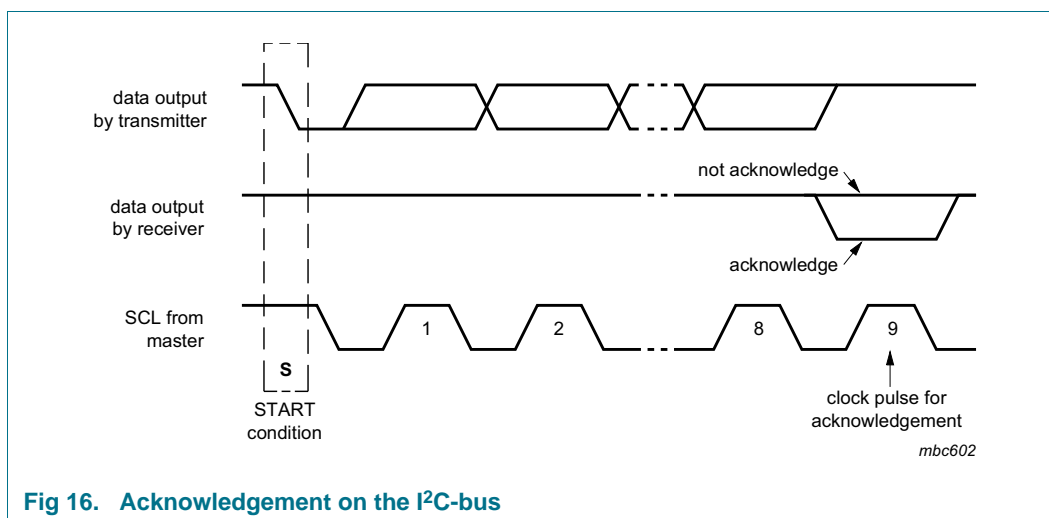 data output
by transmitter
not acknowledge
data output
by receiver
acknowledge
SCL from
master
1
2
8
9
S
START
condition
clock pulse for
acknowledgement
mbc602
Fig 16. Acknowledgement on the I²C-bus